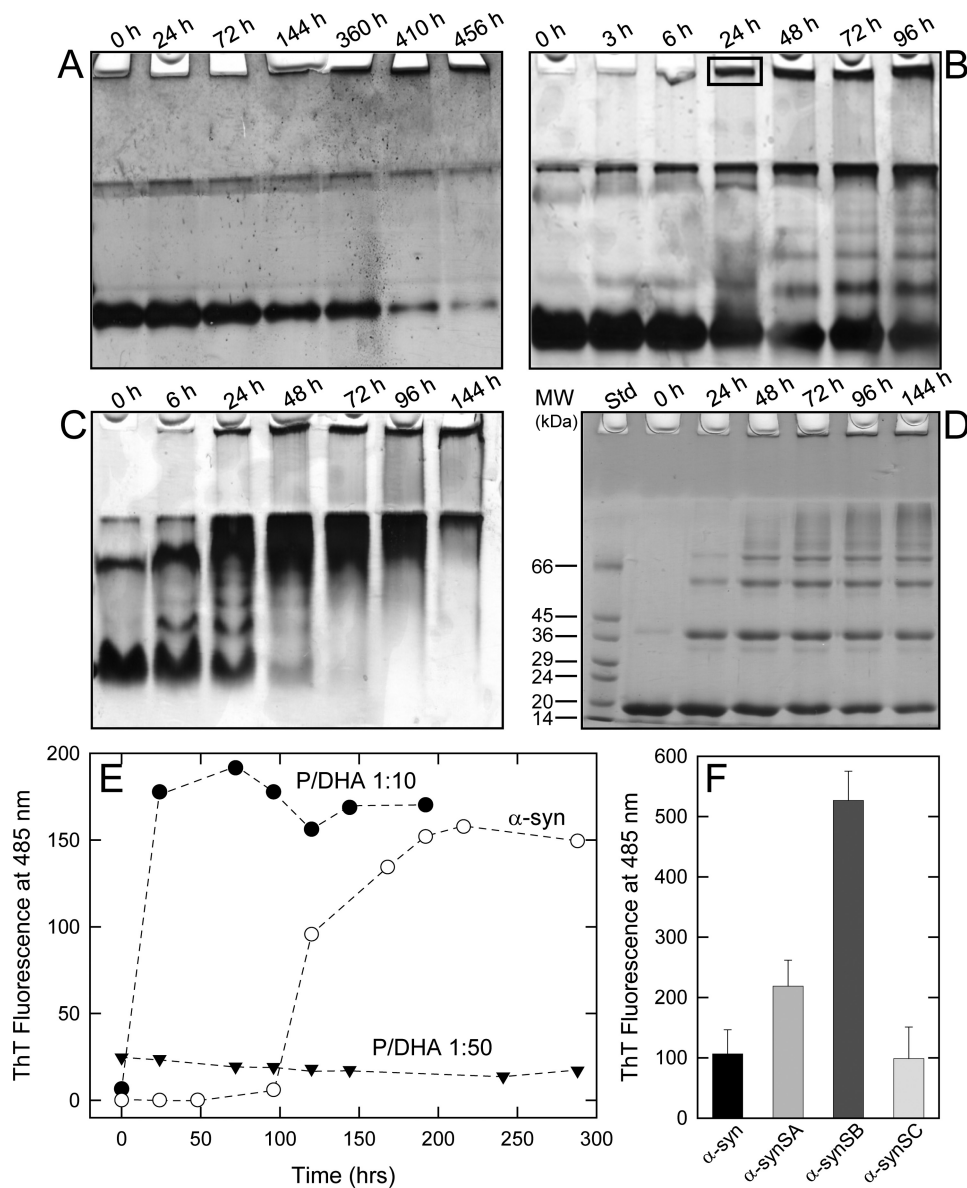 0 h 24 h 72 h 144 h 360 h 410 h 456 h
A
0 h 3 h 6 h 24 h 48 h 72 h 96 h
B
0 h 6 h 24 h 48 h 72 h 96 h 144 h
C
MW (kDa) Std 0 h 24 h 48 h 72 h 96 h 144 h
D
66
45
36
29
24
20
14
E
P/DHA 1:10
α-syn
P/DHA 1:50
ThT Fluorescence at 485 nm
200
150
100
50
0
0 50 100 150 200 250 300
Time (hrs)
F
ThT Fluorescence at 485 nm
600
500
400
300
200
100
0
α-syn α-synSA α-synSB α-synSC